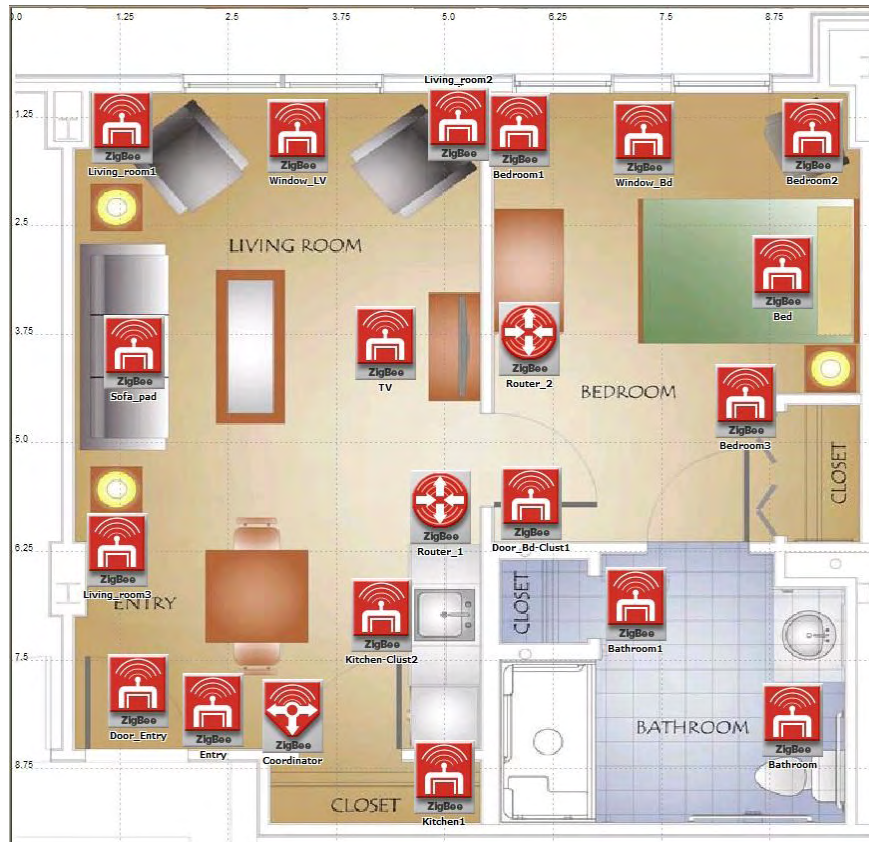 0.0 1.25 2.5 3.75 5.0 6.25 7.5 8.75
Living_room2
1.25
ZigBee
ZigBee
ZigBee
ZigBee
ZigBee
ZigBee
Living_room1
Window_LV
Bedroom1
Window_Bd
Bedroom2
2.5
LIVING ROOM
ZigBee
Bed
3.75
ZigBee
Sofa_pad
ZigBee
TV
ZigBee
Router_2
BEDROOM
ZigBee
Bedroom3
5.0
CLOSET
ZigBee
Router_1
ZigBee
Door_Bd-Clust1
6.25
ZigBee
Living_room3
ENTRY
ZigBee
Kitchen-Clust2
CLOSET
ZigBee
Bathroom1
7.5
ZigBee
Door_Entry
ZigBee
Entry
ZigBee
Coordinator
BATHROOM
ZigBee
Bathroom
8.75
CLOSET
ZigBee
Kitchen1